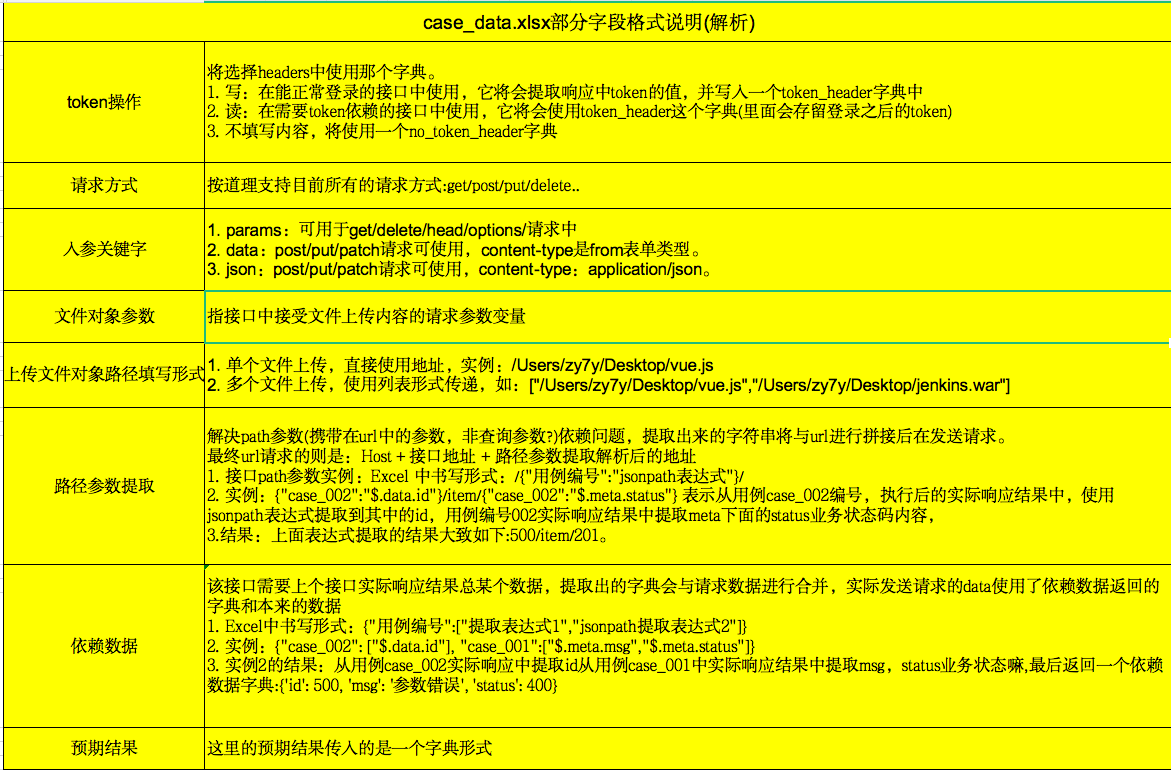 case_data.xlsx部分字段格式说明(解析)
token操作
将选择headers中使用那个字典。
1. 写：在能正常登录的接口中使用，它将会提取响应中token的值，并写入一个token_header字典中
2. 读：在需要token依赖的接口中使用，它将会使用token_header这个字典(里面会存留登录之后的token)
3. 不填写内容，将使用一个no_token_header字典
请求方式
按道理支持目前所有的请求方式:get/post/put/delete..
入参关键字
1. params：可用于get/delete/head/options/请求中
2. data：post/put/patch请求可使用，content-type是from表单类型。
3. json：post/put/patch请求可使用，content-type：application/json。
文件对象参数
指接口中接受文件上传内容的请求参数变量
上传文件对象路径填写形式
1. 单个文件上传，直接使用地址，实例：/Users/zy7y/Desktop/vue.js
2. 多个文件上传，使用列表形式传递，如：["/Users/zy7y/Desktop/vue.js","/Users/zy7y/Desktop/jenkins.war"]
路径参数提取
解决path参数(携带在url中的参数，非查询参数?)依赖问题，提取出来的字符串将与url进行拼接后在发送请求。
最终url请求的则是：Host + 接口地址 + 路径参数提取解析后的地址
1. 接口path参数实例：Excel 中书写形式：/{"用例编号":"jsonpath表达式"}/
2. 实例：{"case_002":"$.data.id"}/item/{"case_002":"$.meta.status"} 表示从用例case_002编号，执行后的实际响应结果中，使用
jsonpath表达式提取到其中的id，用例编号002实际响应结果中提取meta下面的status业务状态码内容，
3.结果：上面表达式提取的结果大致如下:500/item/201。
依赖数据
该接口需要上个接口实际响应结果总某个数据，提取出的字典会与请求数据进行合并，实际发送请求的data使用了依赖数据返回的
字典和本来的数据
1. Excel中书写形式：{"用例编号":["提取表达式1","jsonpath提取表达式2"]}
2. 实例：{"case_002": ["$.data.id"], "case_001":["$.meta.msg","$.meta.status"]}
3. 实例2的结果：从用例case_002实际响应中提取id从用例case_001中实际响应结果中提取msg，status业务状态嘛,最后返回一个依赖
数据字典:{'id': 500, 'msg': '参数错误', 'status': 400}
预期结果
这里的预期结果传入的是一个字典形式